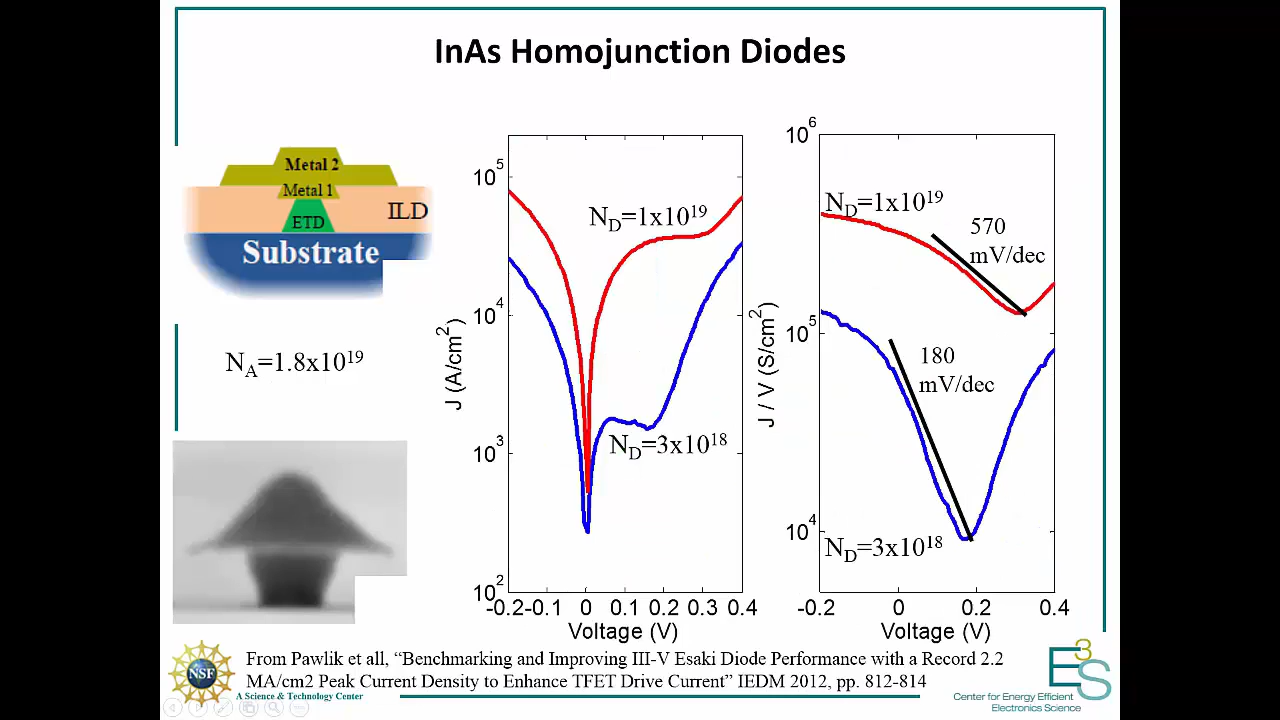 InAs Homojunction Diodes
Metal 2
Metal 1
ETD
ILD
Substrate
N_A=1.8x10^19
10^5
10^4
10^3
10^2
J (A/cm^2)
N_D=1x10^19
N_D=3x10^18
-0.2 -0.1 0 0.1 0.2 0.3 0.4
Voltage (V)
10^6
10^5
10^4
J / V (S/cm^2)
N_D=1x10^19
570
mV/dec
180
mV/dec
N_D=3x10^18
-0.2 0 0.2 0.4
Voltage (V)
NSF
A Science & Technology Center
From Pawlik et all, “Benchmarking and Improving III-V Esaki Diode Performance with a Record 2.2
MA/cm2 Peak Current Density to Enhance TFET Drive Current” IEDM 2012, pp. 812-814
E3S
Center for Energy Efficient
Electronics Science